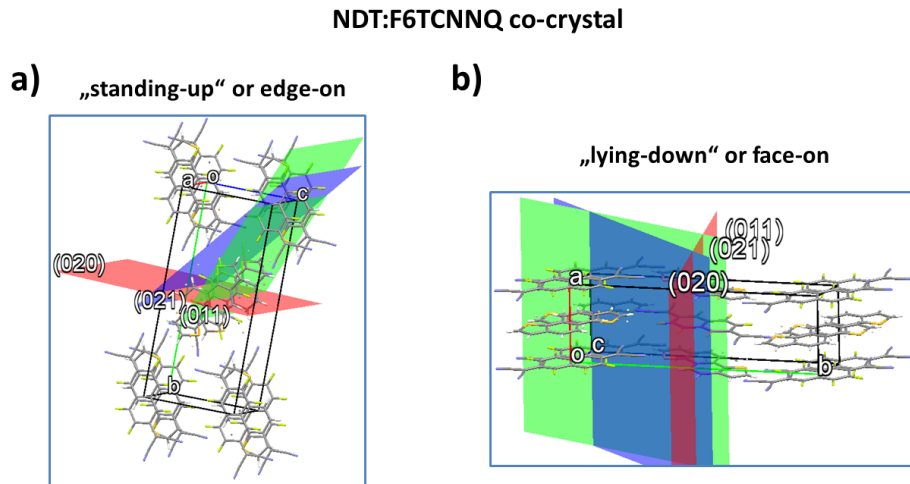 NDT:F6TCNNQ co-crystal
a)
„standing-up“ or edge-on
a
o
c
(020)
(021)
(011)
b
b)
„lying-down“ or face-on
(011)
(021)
(020)
a
c
o
b